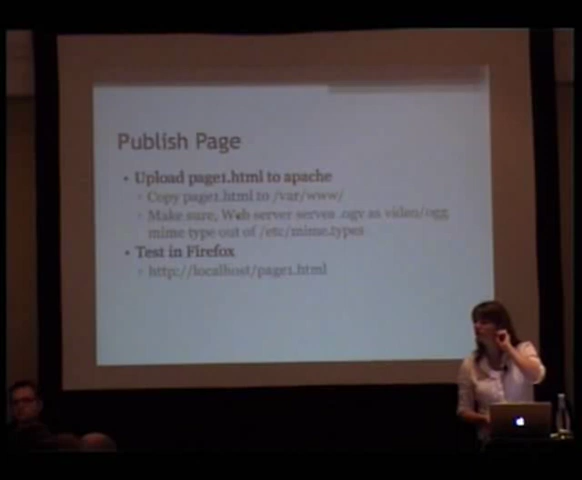 Publish Page
• Upload page1.html to apache
◦ Copy page1.html to /var/www/
◦ Make sure, Web server serves .ogv as video/ogg
mime type out of /etc/mime.types
• Test in Firefox
◦ http://localhost/page1.html